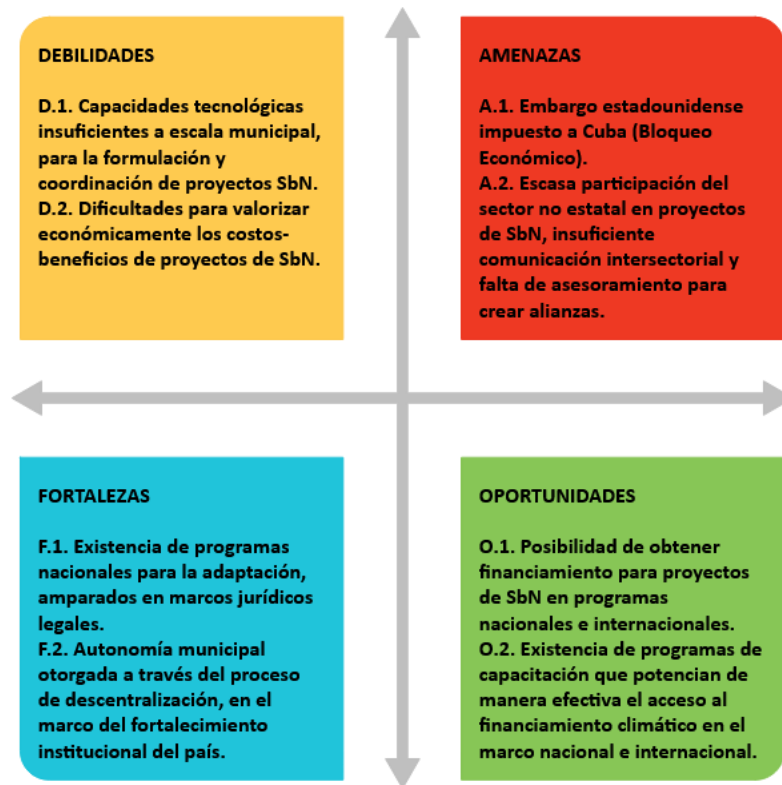 DEBILIDADES
D.1. Capacidades tecnológicas
insuficientes a escala municipal,
para la formulación y
coordinación de proyectos SbN.
D.2. Dificultades para valorizar
económicamente los costos-
beneficios de proyectos de SbN.
AMENAZAS
A.1. Embargo estadounidense
impuesto a Cuba (Bloqueo
Económico).
A.2. Escasa participación del
sector no estatal en proyectos
de SbN, insuficiente
comunicación intersectorial y
falta de asesoramiento para
crear alianzas.
FORTALEZAS
F.1. Existencia de programas
nacionales para la adaptación,
amparados en marcos jurídicos
legales.
F.2. Autonomía municipal
otorgada a través del proceso
de descentralización, en el
marco del fortalecimiento
institucional del país.
OPORTUNIDADES
O.1. Posibilidad de obtener
financiamiento para proyectos
de SbN en programas
nacionales e internacionales.
O.2. Existencia de programas de
capacitación que potencian de
manera efectiva el acceso al
financiamiento climático en el
marco nacional e internacional.